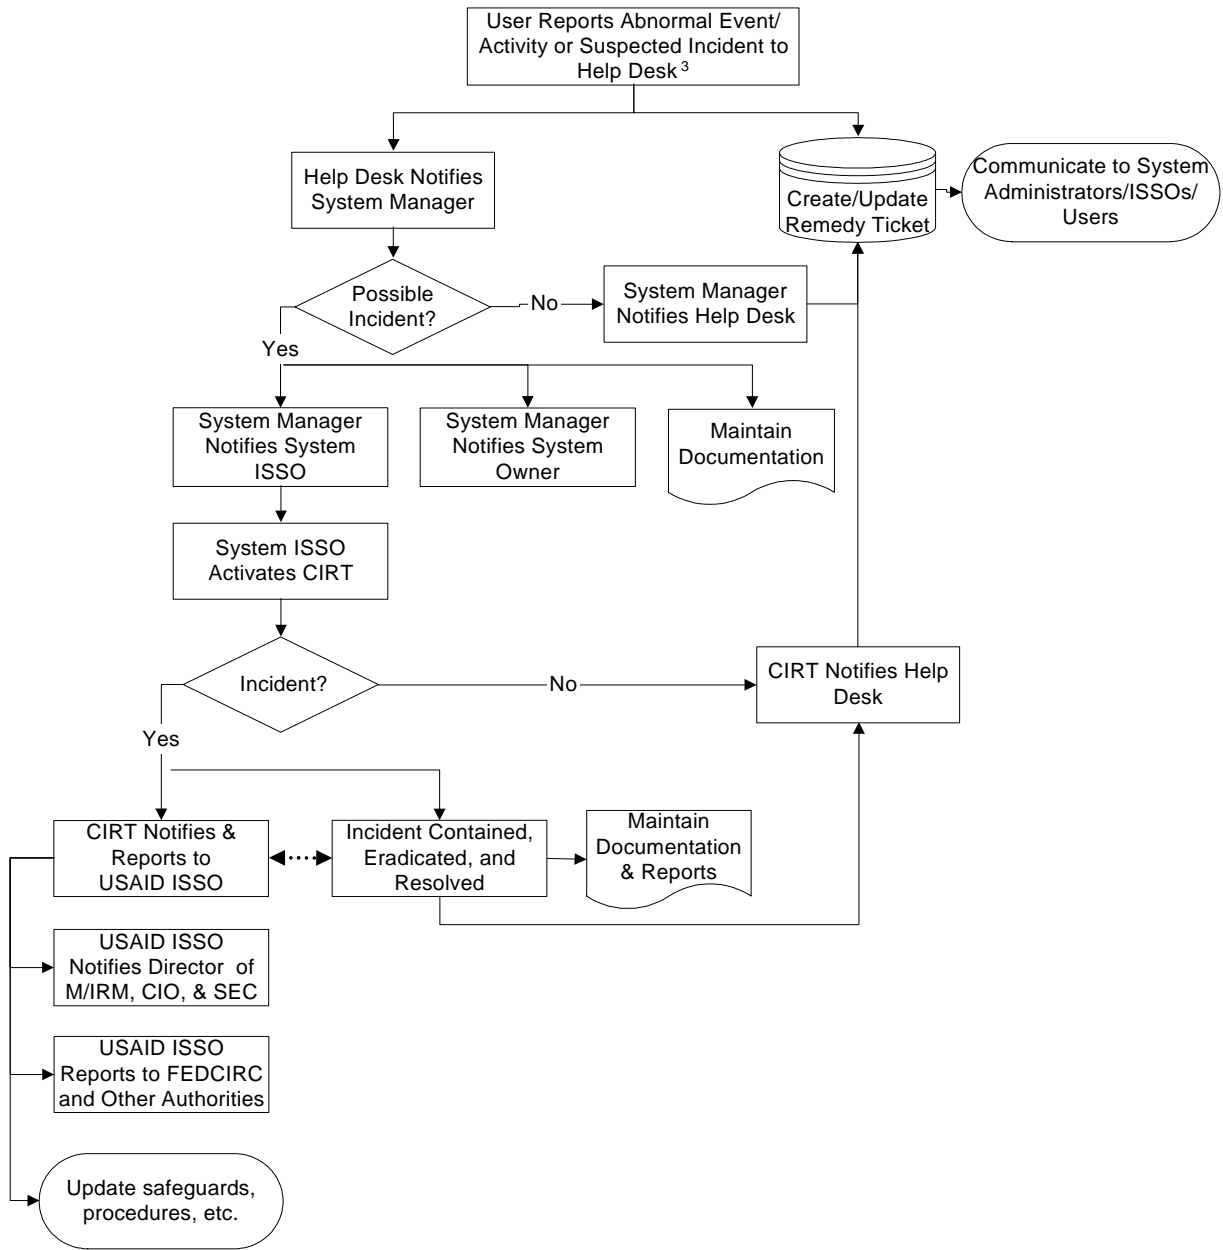 User Reports Abnormal Event/
Activity or Suspected Incident to
Help Desk 3
Help Desk Notifies
System Manager
Create/Update
Remedy Ticket
Communicate to System
Administrators/ISSOs/
Users
Possible
Incident?
No
System Manager
Notifies Help Desk
Yes
System Manager
Notifies System
ISSO
System Manager
Notifies System
Owner
Maintain
Documentation
System ISSO
Activates CIRT
Incident?
No
CIRT Notifies Help
Desk
Yes
CIRT Notifies &
Reports to
USAID ISSO
Incident Contained,
Eradicated, and
Resolved
Maintain
Documentation
& Reports
USAID ISSO
Notifies Director of
M/IRM, CIO, & SEC
USAID ISSO
Reports to FEDCIRC
and Other Authorities
Update safeguards,
procedures, etc.